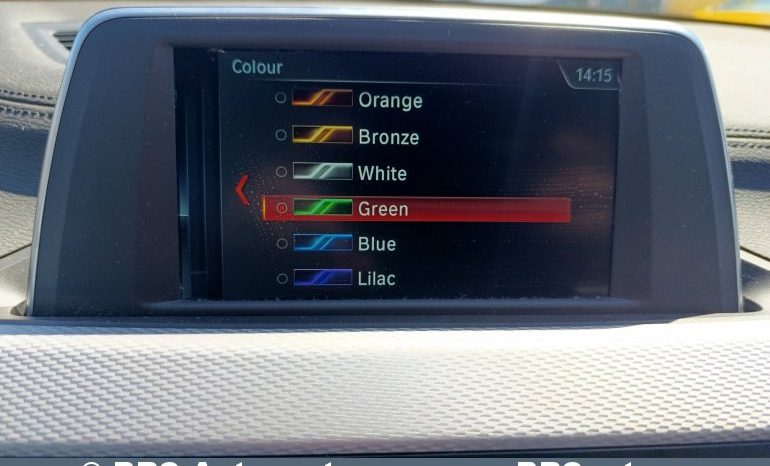 Colour
14:15
Orange
Bronze
White
Green
Blue
Lilac